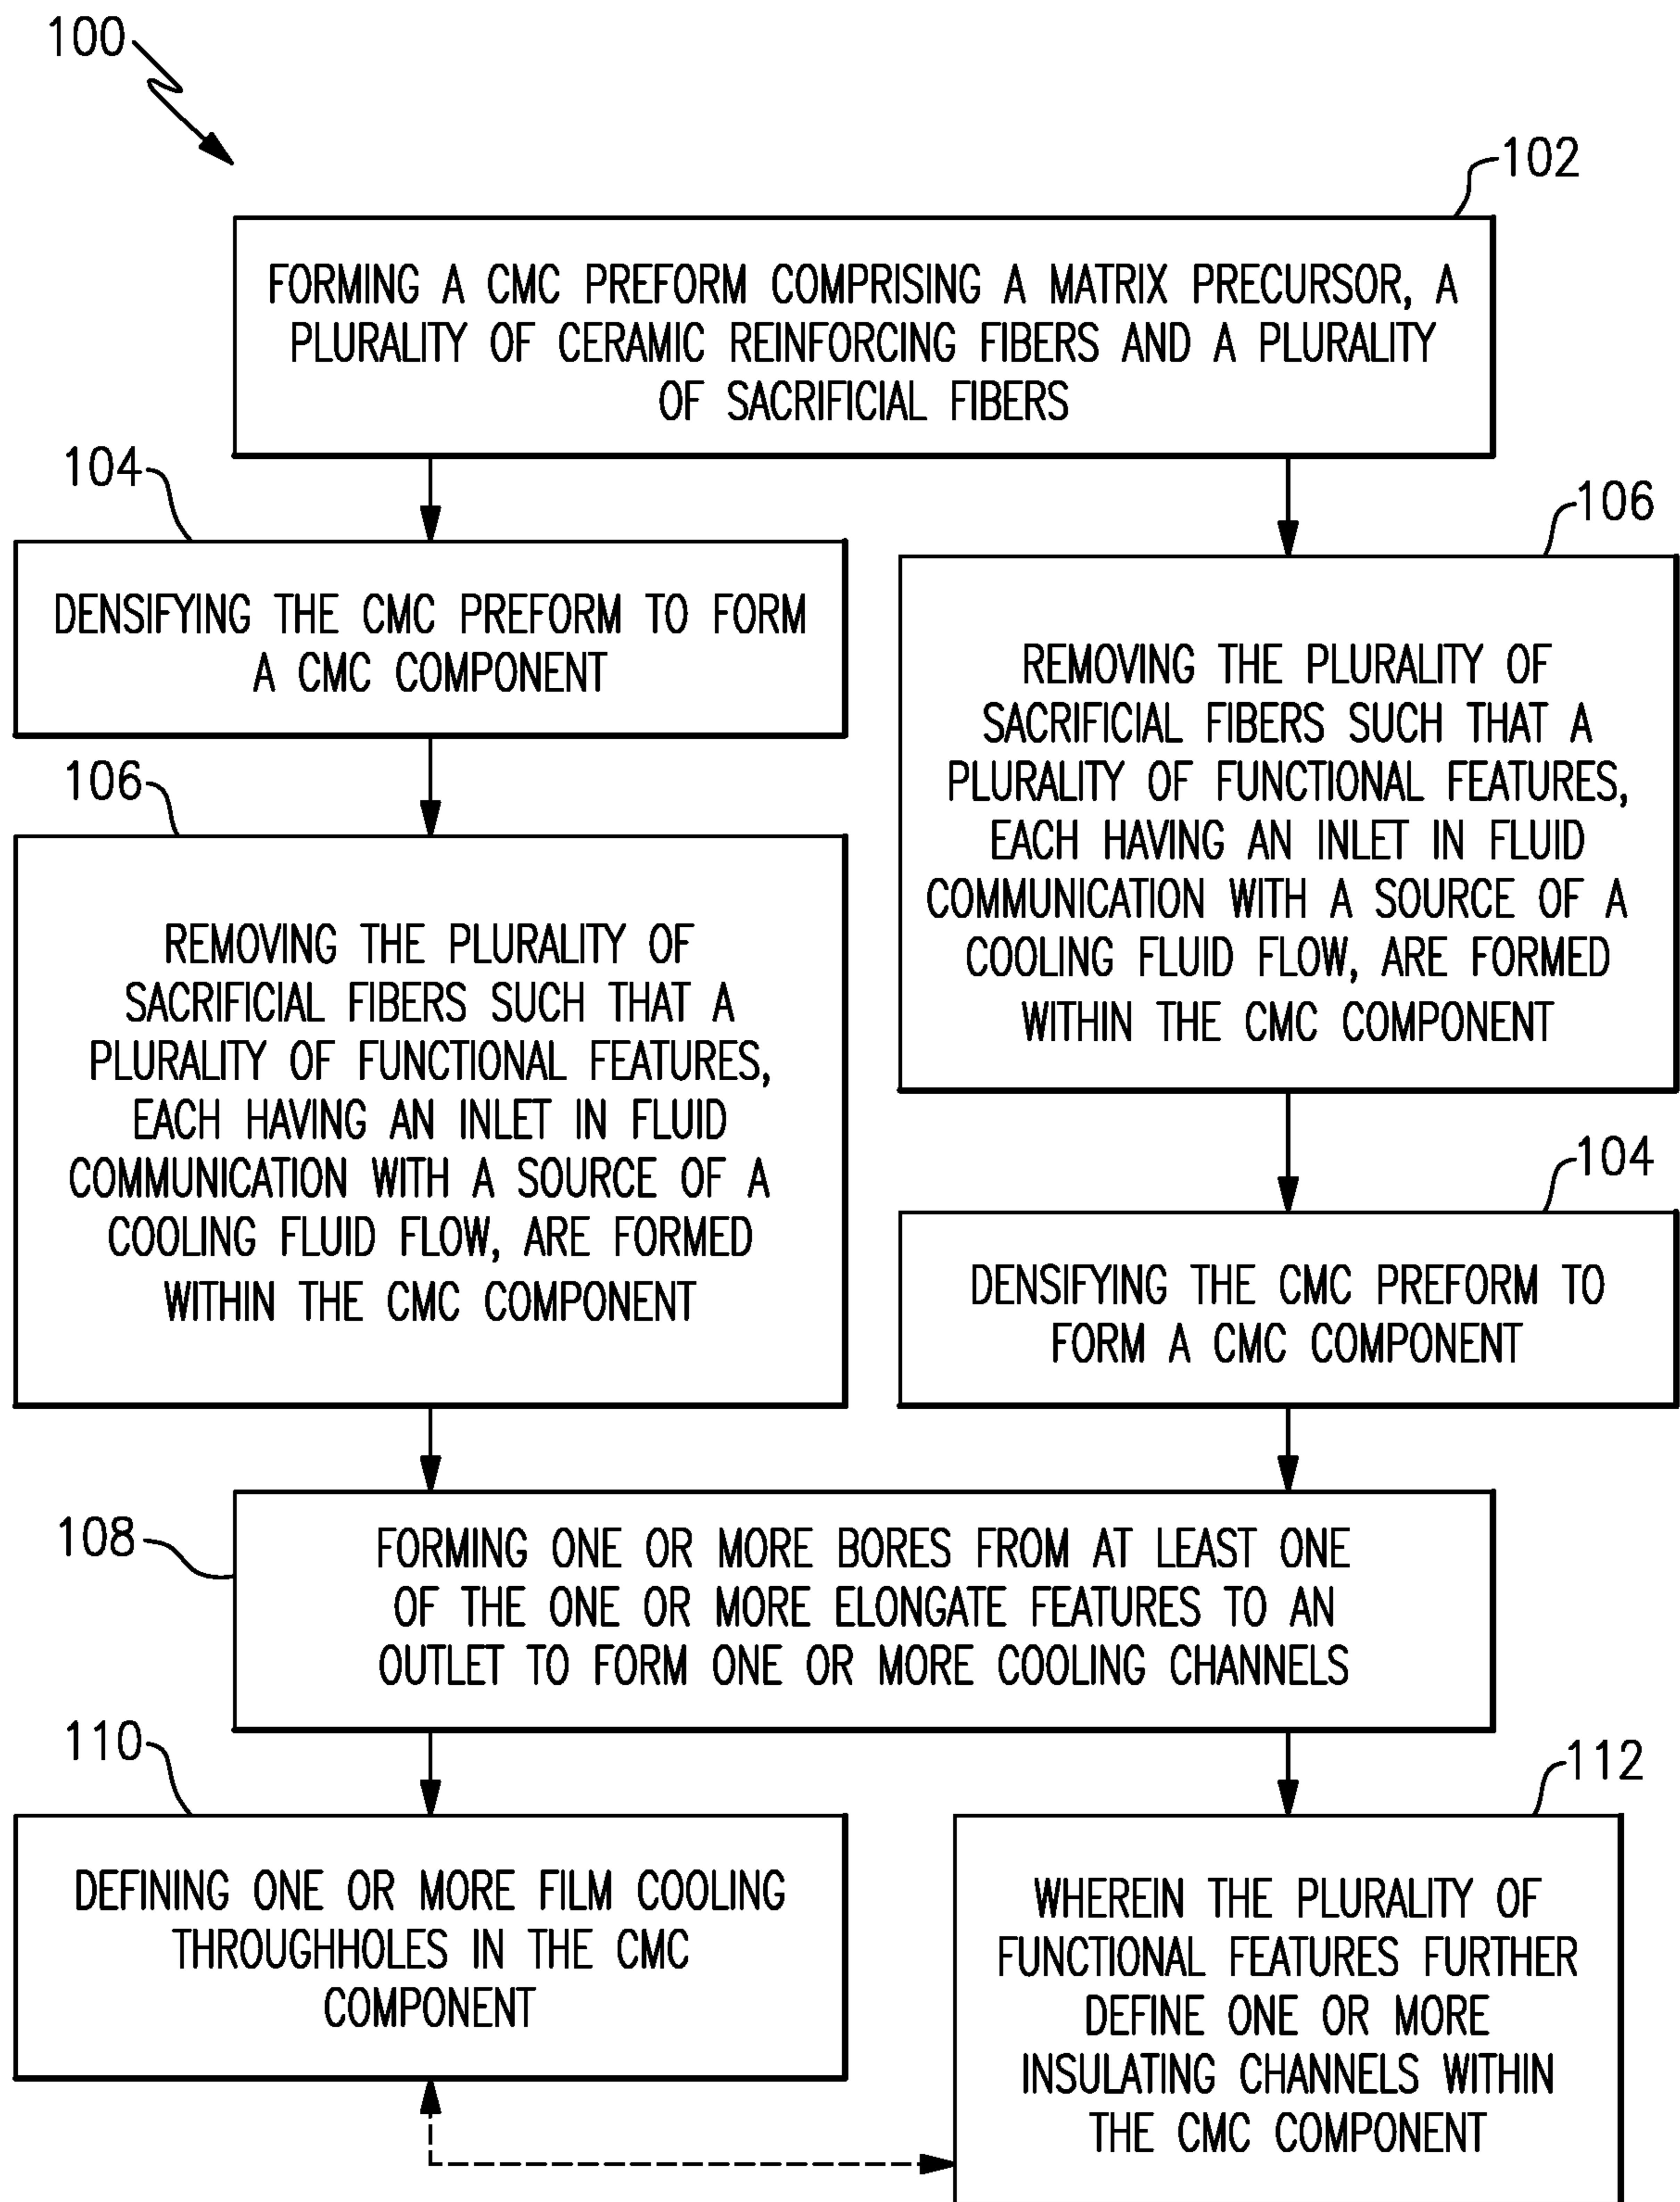 100
102
FORMING A CMC PREFORM COMPRISING A MATRIX PRECURSOR, A
PLURALITY OF CERAMIC REINFORCING FIBERS AND A PLURALITY
OF SACRIFICIAL FIBERS
104
DENSIFYING THE CMC PREFORM TO FORM
A CMC COMPONENT
106
REMOVING THE PLURALITY OF
SACRIFICIAL FIBERS SUCH THAT A
PLURALITY OF FUNCTIONAL FEATURES,
EACH HAVING AN INLET IN FLUID
COMMUNICATION WITH A SOURCE OF A
COOLING FLUID FLOW, ARE FORMED
WITHIN THE CMC COMPONENT
106
REMOVING THE PLURALITY OF
SACRIFICIAL FIBERS SUCH THAT A
PLURALITY OF FUNCTIONAL FEATURES,
EACH HAVING AN INLET IN FLUID
COMMUNICATION WITH A SOURCE OF A
COOLING FLUID FLOW, ARE FORMED
WITHIN THE CMC COMPONENT
104
DENSIFYING THE CMC PREFORM TO
FORM A CMC COMPONENT
108
FORMING ONE OR MORE BORES FROM AT LEAST ONE
OF THE ONE OR MORE ELONGATE FEATURES TO AN
OUTLET TO FORM ONE OR MORE COOLING CHANNELS
110
DEFINING ONE OR MORE FILM COOLING
THROUGHHOLES IN THE CMC
COMPONENT
112
WHEREIN THE PLURALITY OF
FUNCTIONAL FEATURES FURTHER
DEFINE ONE OR MORE
INSULATING CHANNELS WITHIN
THE CMC COMPONENT